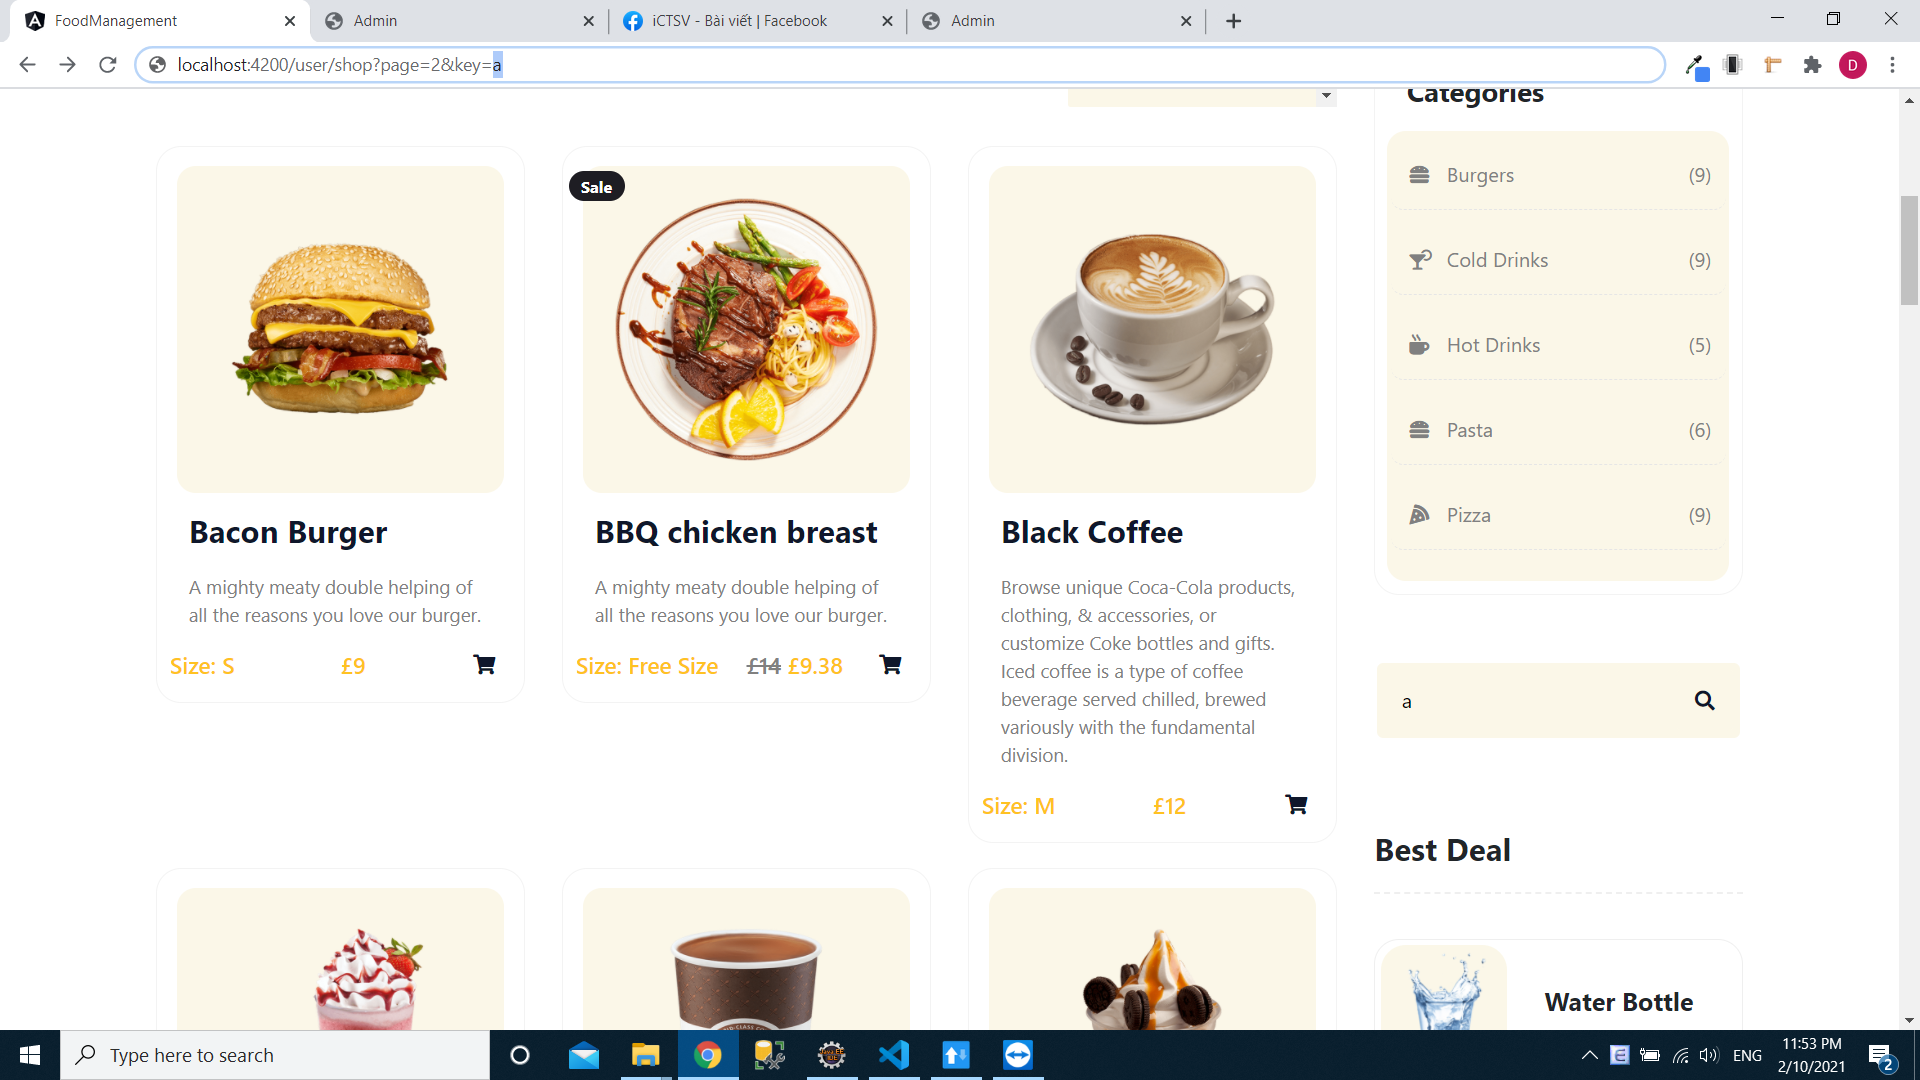 FoodManagement
Admin
iCTSV - Bài viết | Facebook
Admin
localhost:4200/user/shop?page=2&key=a
D
Categories
Burgers (9)
Cold Drinks (9)
Hot Drinks (5)
Pasta (6)
Pizza (9)
Sale
Bacon Burger
A mighty meaty double helping of
all the reasons you love our burger.
Size: S £9
BBQ chicken breast
A mighty meaty double helping of
all the reasons you love our burger.
Size: Free Size £14 £9.38
Black Coffee
Browse unique Coca-Cola products,
clothing, & accessories, or
customize Coke bottles and gifts.
Iced coffee is a type of coffee
beverage served chilled, brewed
variously with the fundamental
division.
Size: M £12
a
Best Deal
Water Bottle
Type here to search
ENG
11:53 PM
2/10/2021
2